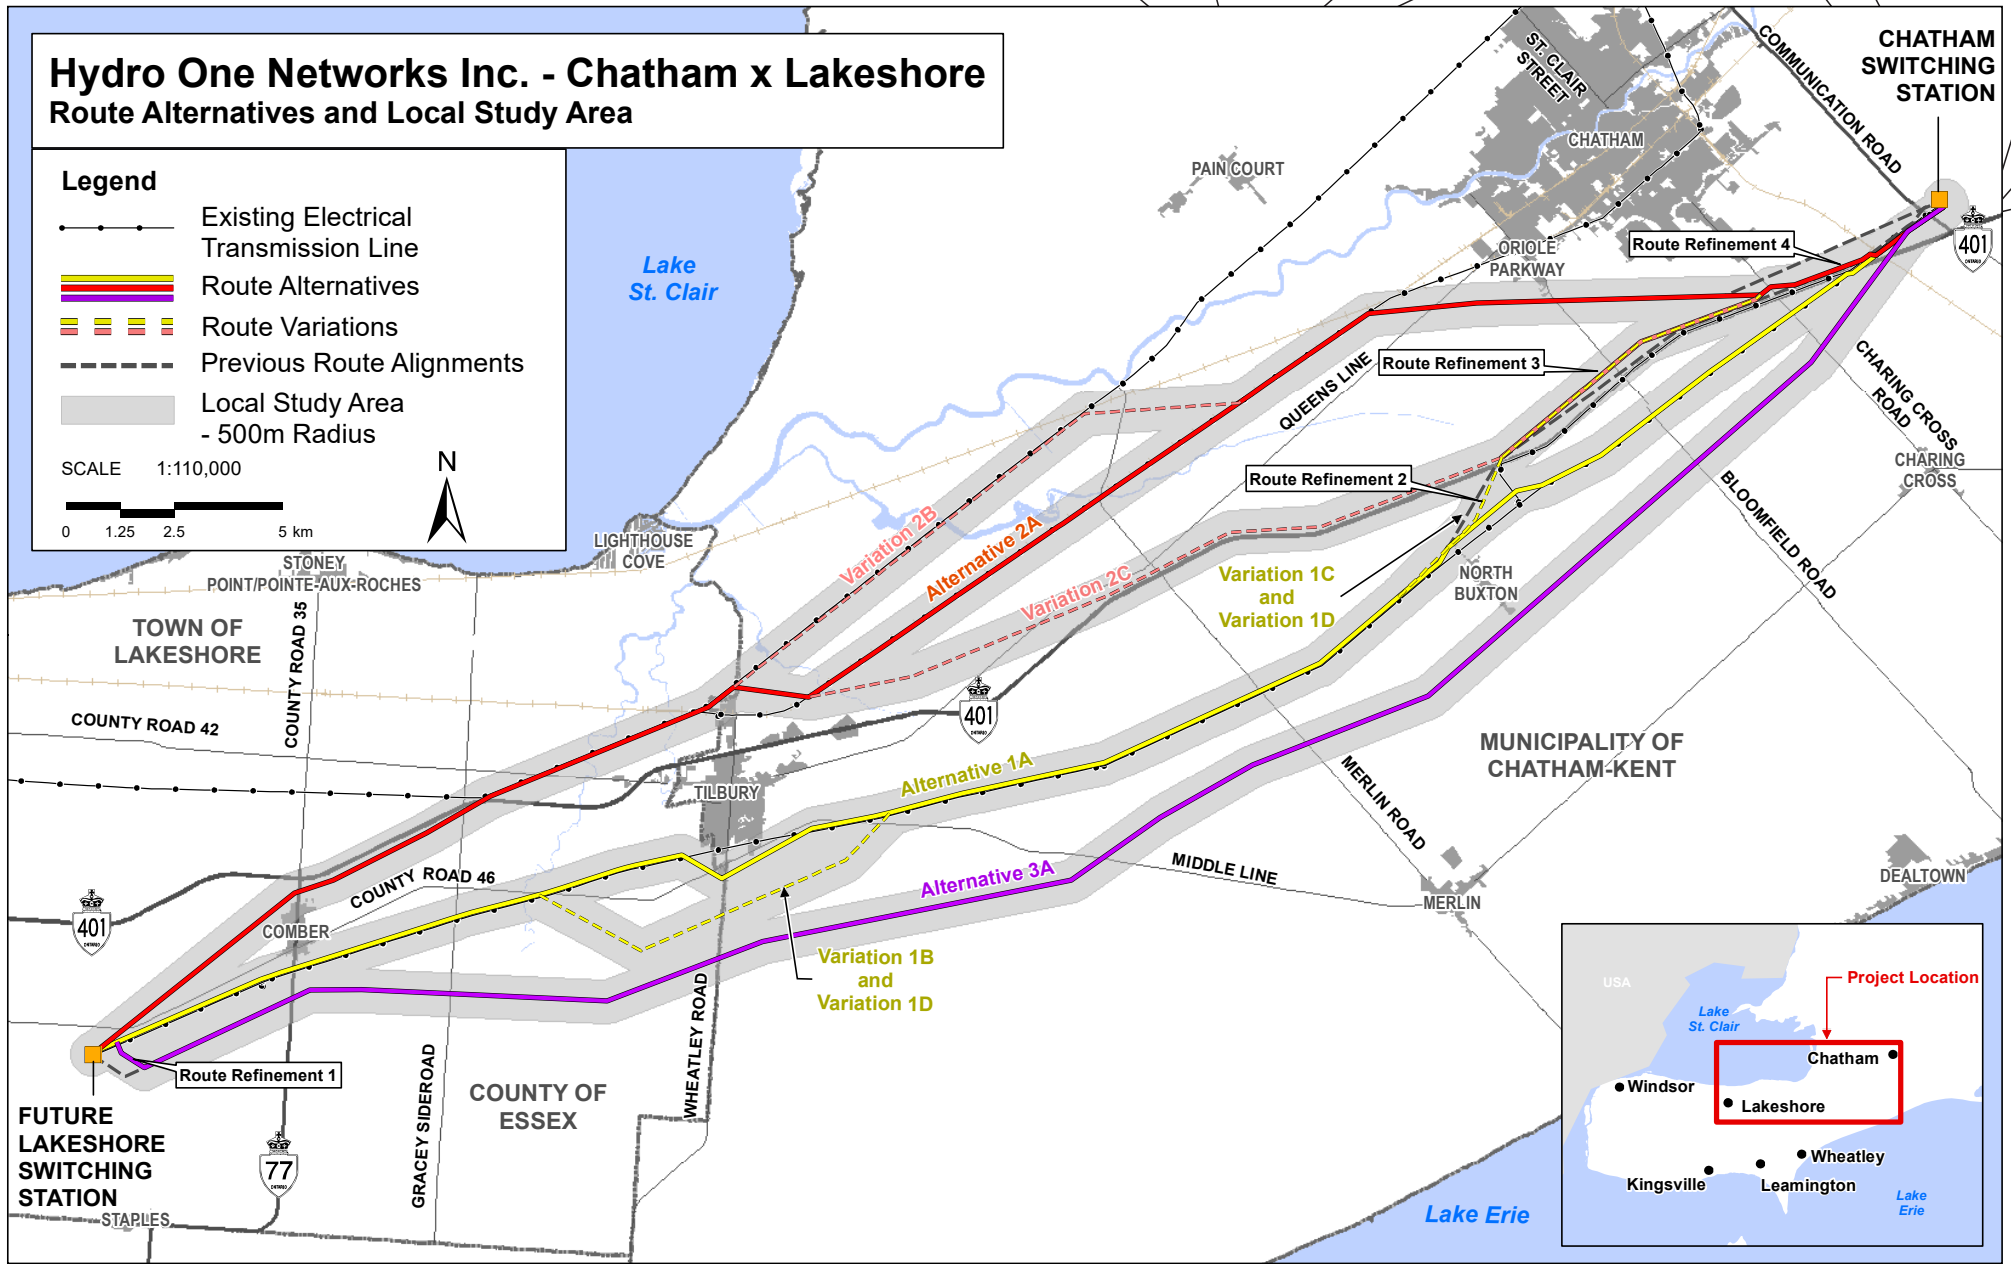 Hydro One Networks Inc. - Chatham x Lakeshore
Route Alternatives and Local Study Area
Legend
Existing Electrical
Transmission Line
Route Alternatives
Route Variations
Previous Route Alignments
Local Study Area
- 500m Radius
SCALE 1:110,000
N
0 1.25 2.5 5 km
CHATHAM
SWITCHING
STATION
COMMUNICATION ROAD
ST. CLAIR
STREET
CHATHAM
PAIN COURT
Lake
St. Clair
ORIOLE
PARKWAY
Route Refinement 4
401
ONTARIO
Route Refinement 3
QUEENS LINE
CHARING CROSS
ROAD
CHARING
CROSS
Route Refinement 2
BLOOMFIELD ROAD
LIGHTHOUSE
COVE
STONEY
POINT/POINTE-AUX-ROCHES
Variation 2B
Alternative 2A
Variation 2C
Variation 1C
and
Variation 1D
NORTH
BUXTON
TOWN OF
LAKESHORE
COUNTY ROAD 35
COUNTY ROAD 42
401
ONTARIO
MUNICIPALITY OF
CHATHAM-KENT
Alternative 1A
TILBURY
MERLIN ROAD
MIDDLE LINE
MERLIN
DEALTOWN
COUNTY ROAD 46
Alternative 3A
401
ONTARIO
COMBER
Variation 1B
and
Variation 1D
WHEATLEY ROAD
Route Refinement 1
GRACEY SIDEROAD
COUNTY OF
ESSEX
FUTURE
LAKESHORE
SWITCHING
STATION
77
ONTARIO
STAPLES
Lake Erie
USA
Project Location
Lake
St. Clair
Chatham
Windsor
Lakeshore
Wheatley
Kingsville
Leamington
Lake
Erie